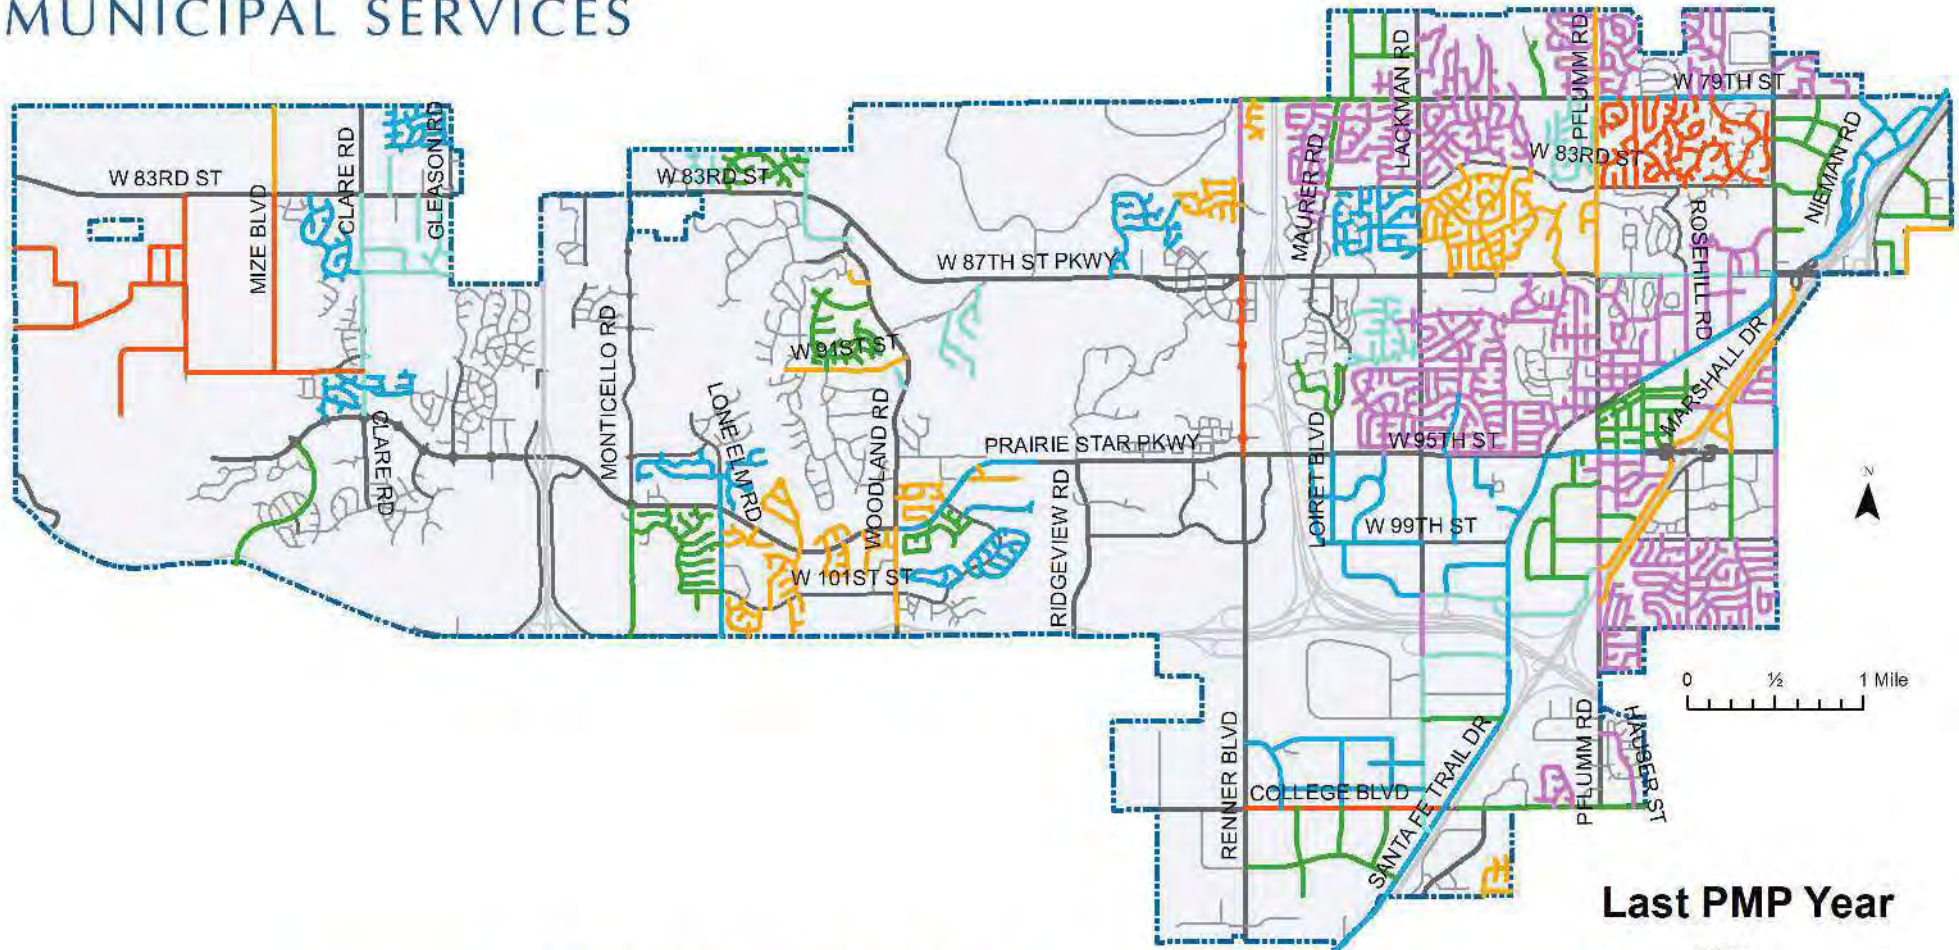 MUNICIPAL SERVICES
W 83RD ST
MIZE BLVD
CLARE RD
GLEASON RD
CLARE RD
W 83RD ST
MONTICELLO RD
LONE ELM RD
W 91ST ST
WOODLAND RD
W 101ST ST
W 87TH ST PKWY
PRAIRIE STAR PKWY
RIDGEVIEW RD
MAURER RD
LACKMAN RD
PFLUMM RD
W 79TH ST
W 83RD ST
NIEMAN RD
ROSEHILL RD
MARSHALL DR
LOIRET BLVD
W 95TH ST
W 99TH ST
RENNER BLVD
COLLEGE BLVD
SANTA FE TRAIL DR
PFLUMM RD
HAUSER ST
N
0 ½ 1 Mile
Last PMP Year